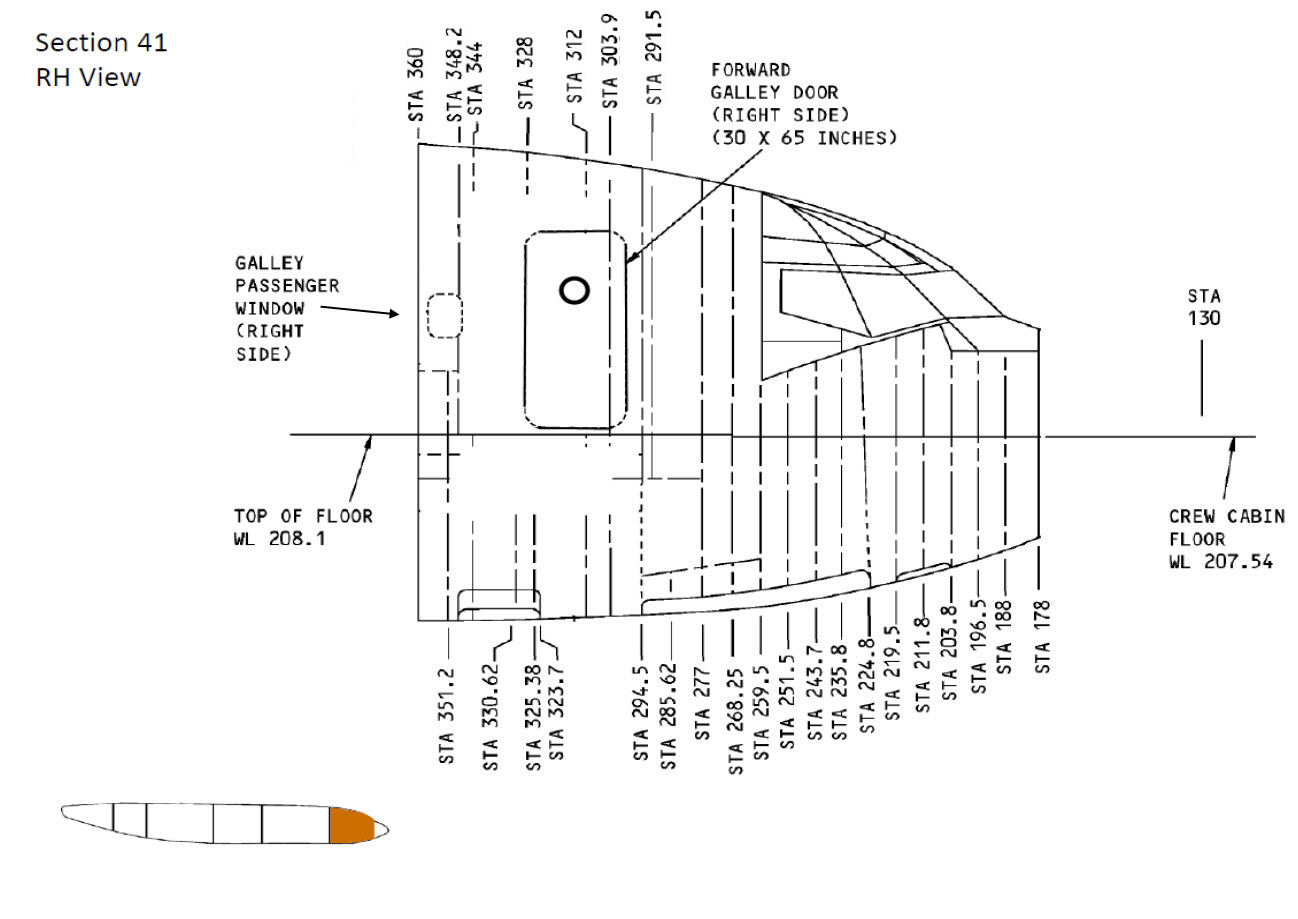 Section 41
RH View
STA 360
STA 348.2
STA 344
STA 328
STA 312
STA 303.9
STA 291.5
FORWARD
GALLEY DOOR
(RIGHT SIDE)
(30 X 65 INCHES)
GALLEY
PASSENGER
WINDOW
(RIGHT
SIDE)
STA
130
TOP OF FLOOR
WL 208.1
CREW CABIN
FLOOR
WL 207.54
STA 351.2
STA 330.62
STA 325.38
STA 323.7
STA 294.5
STA 285.62
STA 277
STA 268.25
STA 259.5
STA 251.5
STA 243.7
STA 235.8
STA 224.8
STA 219.5
STA 211.8
STA 203.8
STA 196.5
STA 188
STA 178